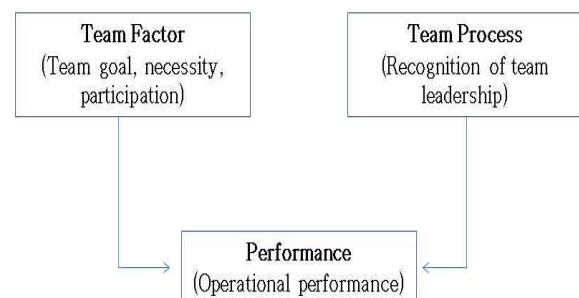 Team Factor
(Team goal, necessity,
participation)
Team Process
(Recognition of team
leadership)
Performance
(Operational performance)